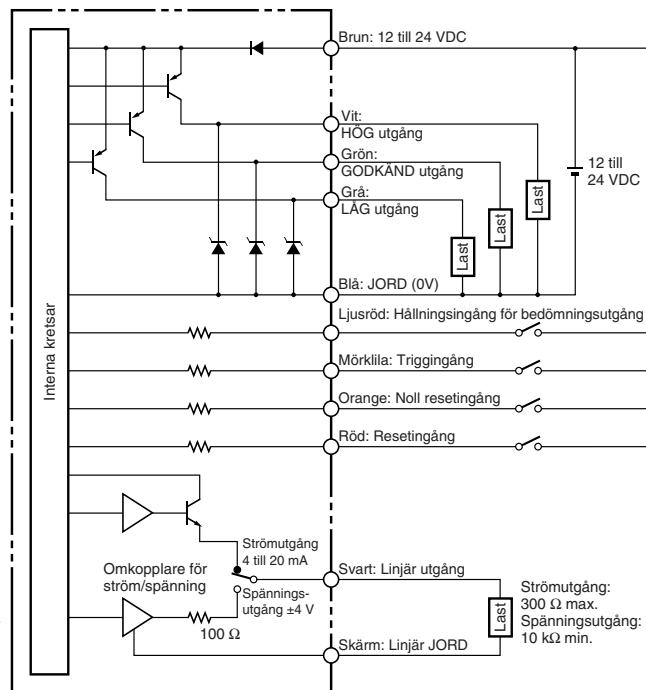 Brun: 12 till 24 VDC
Vit:
HÖG utgång
Grön:
GODKÄND utgång
Grå:
LÅG utgång
Last
Last
Last
12 till
24 VDC
Blå: JORD (0V)
Ljusröd: Hållningsingång för bedömningsutgång
Interna kretsar
Mörklila: Triggingång
Orange: Noll resetingång
Röd: Resetingång
Strömutgång
4 till 20 mA
Omkopplare för
ström/spänning
Svart: Linjär utgång
Spännings-
utgång ±4 V
100 Ω
Last
Strömutgång:
300 Ω max.
Spänningsutgång:
10 kΩ min.
Skärm: Linjär JORD